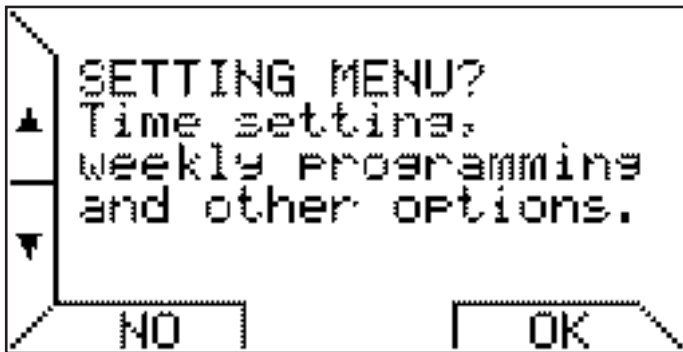 SETTING MENU?
Time setting,
weekly programming
and other options.
NO OK